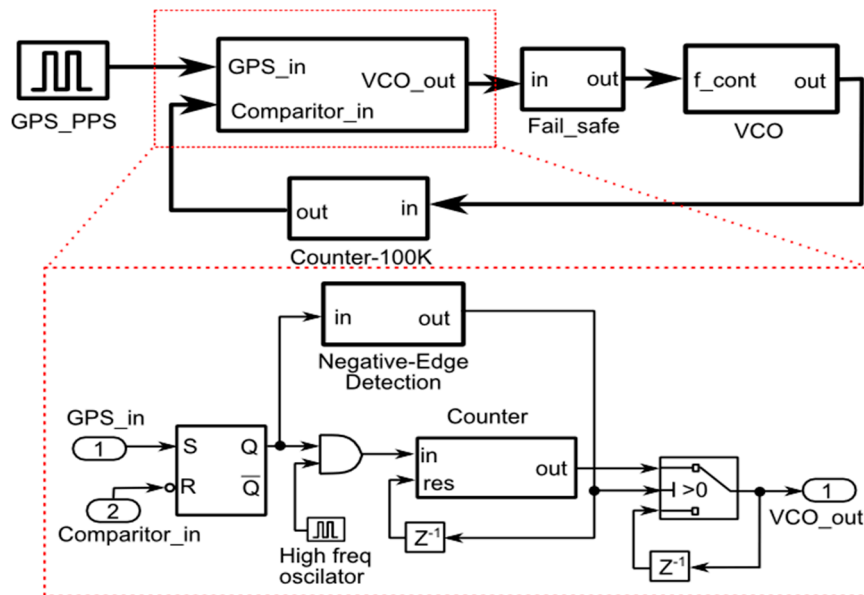 GPS_PPS
GPS_in
VCO_out
Comparitor_in
in
out
Fail_safe
f_cont
out
VCO
out
in
Counter-100K
in
out
Negative-Edge
Detection
GPS_in
1
Comparitor_in
2
S
Q
R
Q̅
High freq
oscilator
Counter
in
res
out
Z⁻¹
>0
Z⁻¹
1
VCO_out